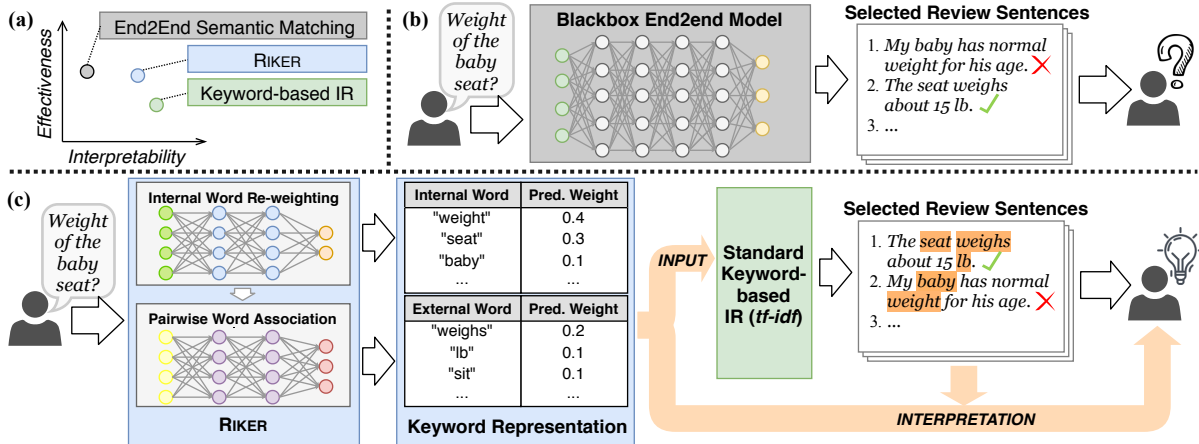 (a)
End2End Semantic Matching
RIKER
Keyword-based IR
Effectiveness
Interpretability
(b)
Weight
of the
baby
seat?
Blackbox End2end Model
Selected Review Sentences
1. My baby has normal
weight for his age.
2. The seat weighs
about 15 lb.
3. ...
(c)
Weight
of the
baby
seat?
Internal Word Re-weighting
Pairwise Word Association
RIKER
Internal Word Pred. Weight
"weight" 0.4
"seat" 0.3
"baby" 0.1
... ...
External Word Pred. Weight
"weighs" 0.2
"lb" 0.1
"sit" 0.1
... ...
Keyword Representation
INPUT
Standard
Keyword-
based
IR (tf-idf)
Selected Review Sentences
1. The seat weighs
about 15 lb.
2. My baby has normal
weight for his age.
3. ...
INTERPRETATION